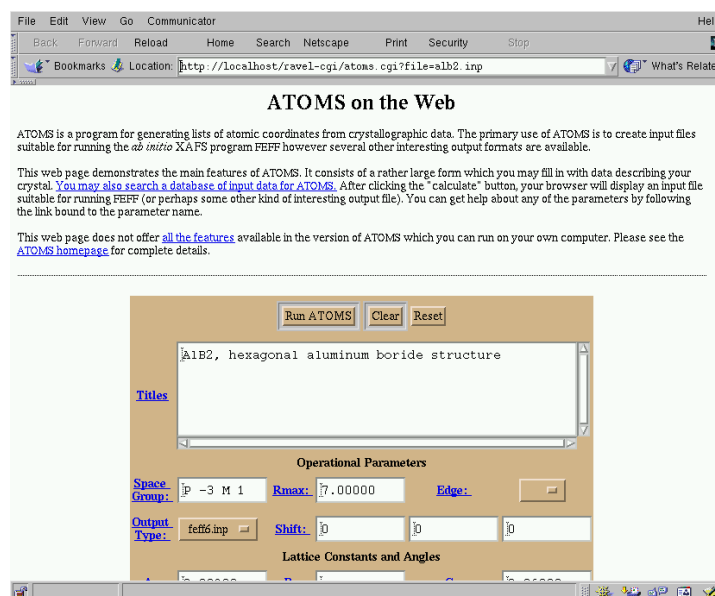 File Edit View Go Communicator Hel
Back Forward Reload Home Search Netscape Print Security Stop
Bookmarks Location: http://localhost/ravel-cgi/atoms.cgi?file=alb2.inp What's Relate
ATOMS on the Web
ATOMS is a program for generating lists of atomic coordinates from crystallographic data. The primary use of ATOMS is to create input files
suitable for running the ab initio XAFS program FEFF however several other interesting output formats are available.
This web page demonstrates the main features of ATOMS. It consists of a rather large form which you may fill in with data describing your
crystal. You may also search a database of input data for ATOMS. After clicking the "calculate" button, your browser will display an input file
suitable for running FEFF (or perhaps some other kind of interesting output file). You can get help about any of the parameters by following
the link bound to the parameter name.
This web page does not offer all the features available in the version of ATOMS which you can run on your own computer. Please see the
ATOMS homepage for complete details.
Run ATOMS Clear Reset
Titles
AlB2, hexagonal aluminum boride structure
Operational Parameters
Space Group: P -3 M 1 Rmax: 7.00000 Edge:
Output Type: feff6.inp Shift: 0 0 0
Lattice Constants and Angles